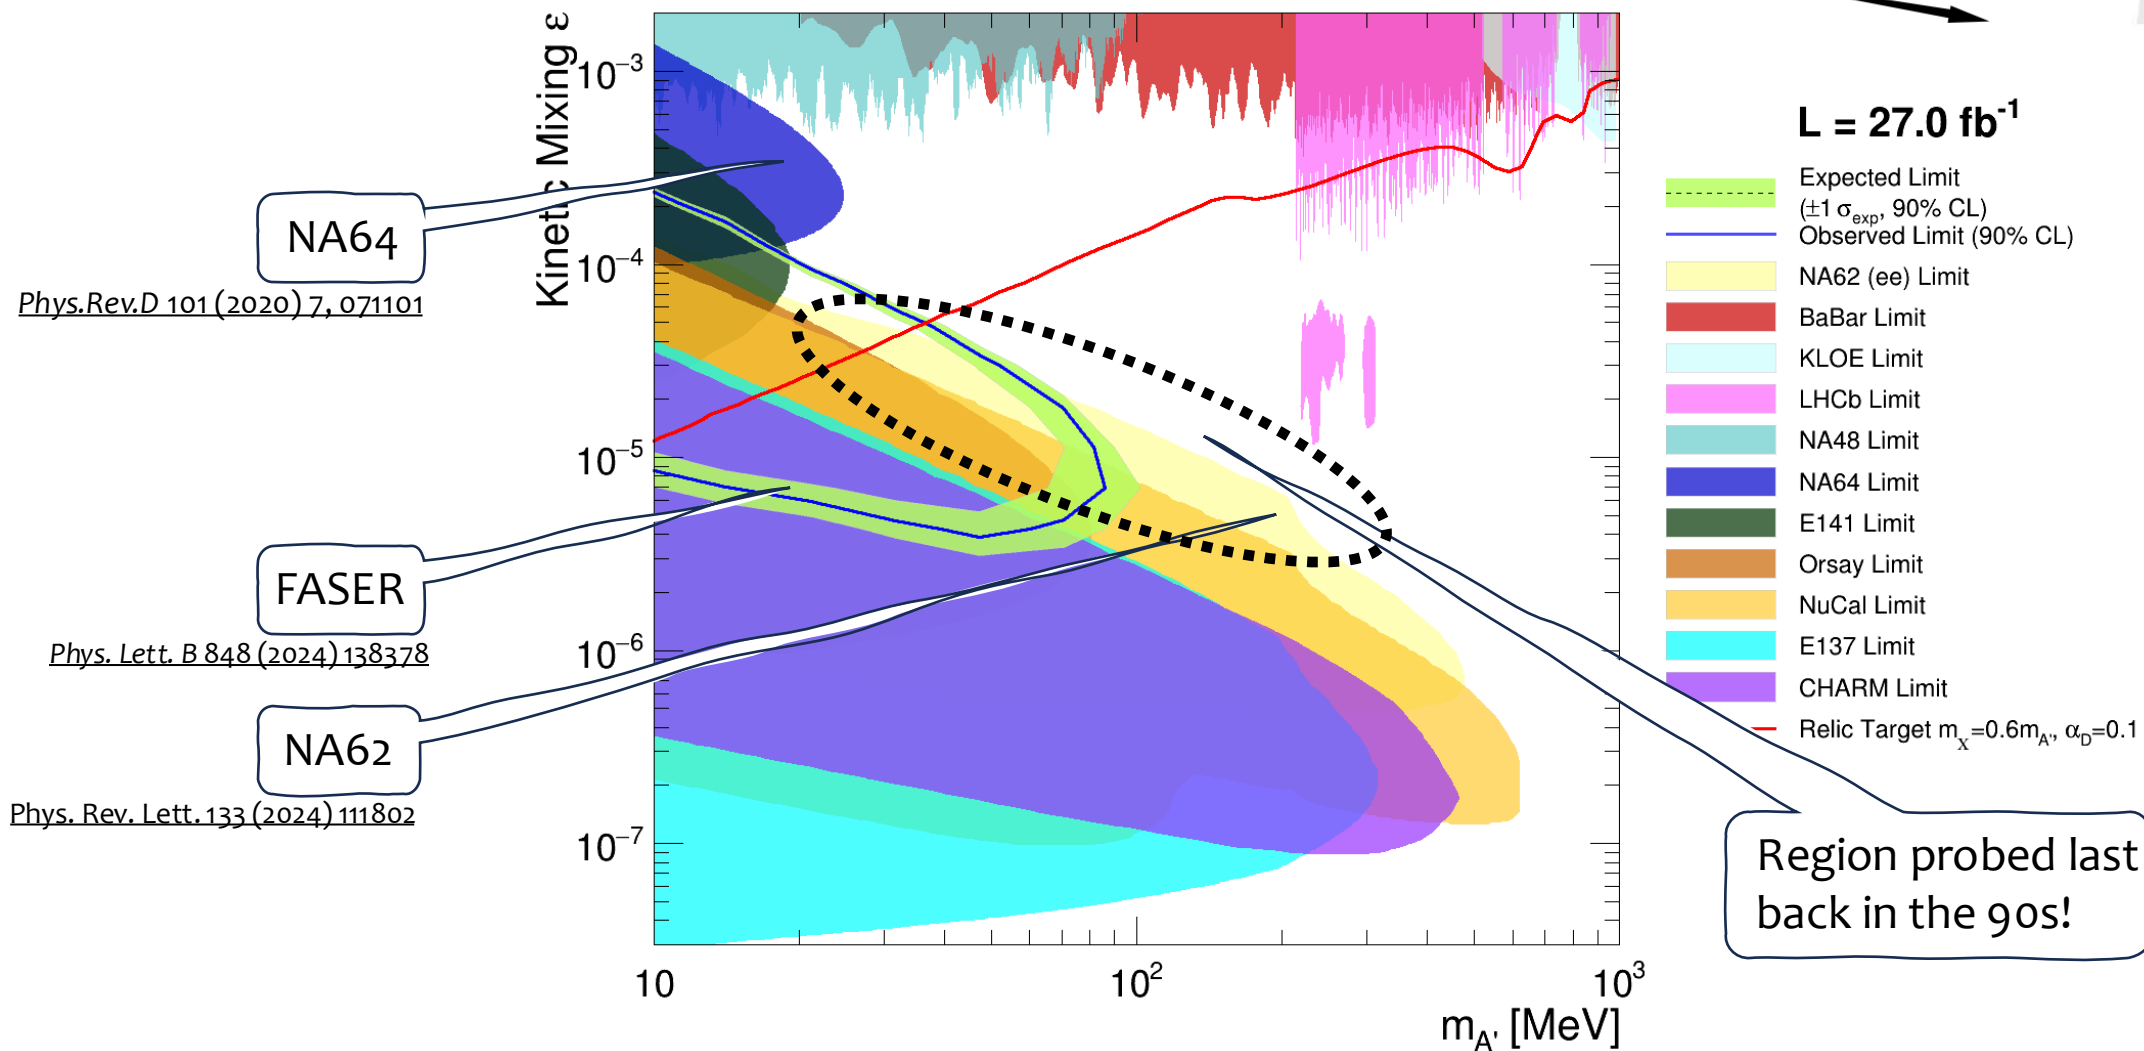 Kinetic Mixing ε
10⁻³
10⁻⁴
10⁻⁵
10⁻⁶
10⁻⁷
10
10²
10³
m_A' [MeV]
NA64
Phys.Rev.D 101 (2020) 7, 071101
FASER
Phys. Lett. B 848 (2024) 138378
NA62
Phys. Rev. Lett. 133 (2024) 111802
L = 27.0 fb⁻¹
Expected Limit
(±1 σ_exp, 90% CL)
Observed Limit (90% CL)
NA62 (ee) Limit
BaBar Limit
KLOE Limit
LHCb Limit
NA48 Limit
NA64 Limit
E141 Limit
Orsay Limit
NuCal Limit
E137 Limit
CHARM Limit
Relic Target m_χ=0.6m_A', α_D=0.1
Region probed last
back in the 90s!